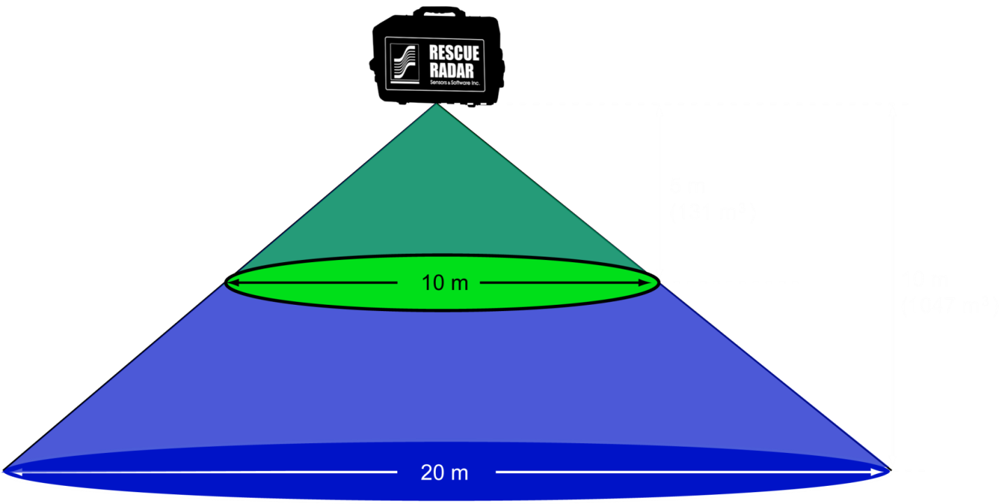 RESCUE
RADAR
Sensors & Software Inc.
10 m
20 m